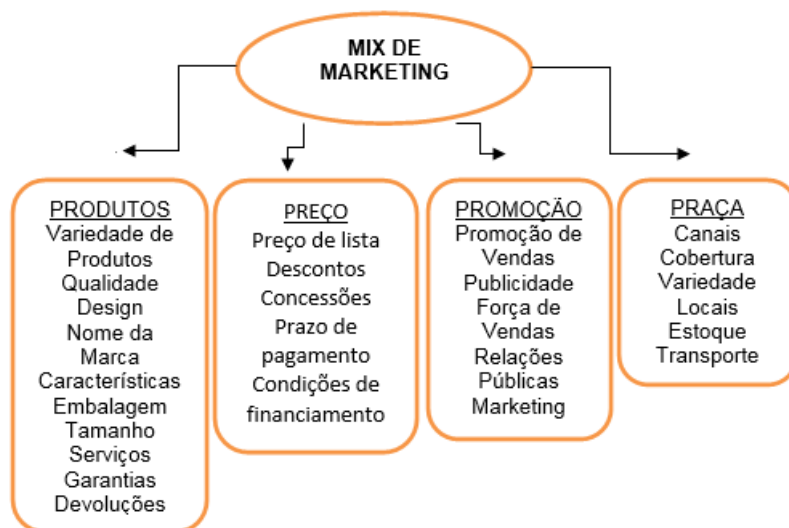 MIX DE
MARKETING
PRODUTOS
Variedade de
Produtos
Qualidade
Design
Nome da
Marca
Características
Embalagem
Tamanho
Serviços
Garantias
Devoluções
PREÇO
Preço de lista
Descontos
Concessões
Prazo de
pagamento
Condições de
financiamento
PROMOÇÃO
Promoção de
Vendas
Publicidade
Força de
Vendas
Relações
Públicas
Marketing
PRAÇA
Canais
Cobertura
Variedade
Locais
Estoque
Transporte